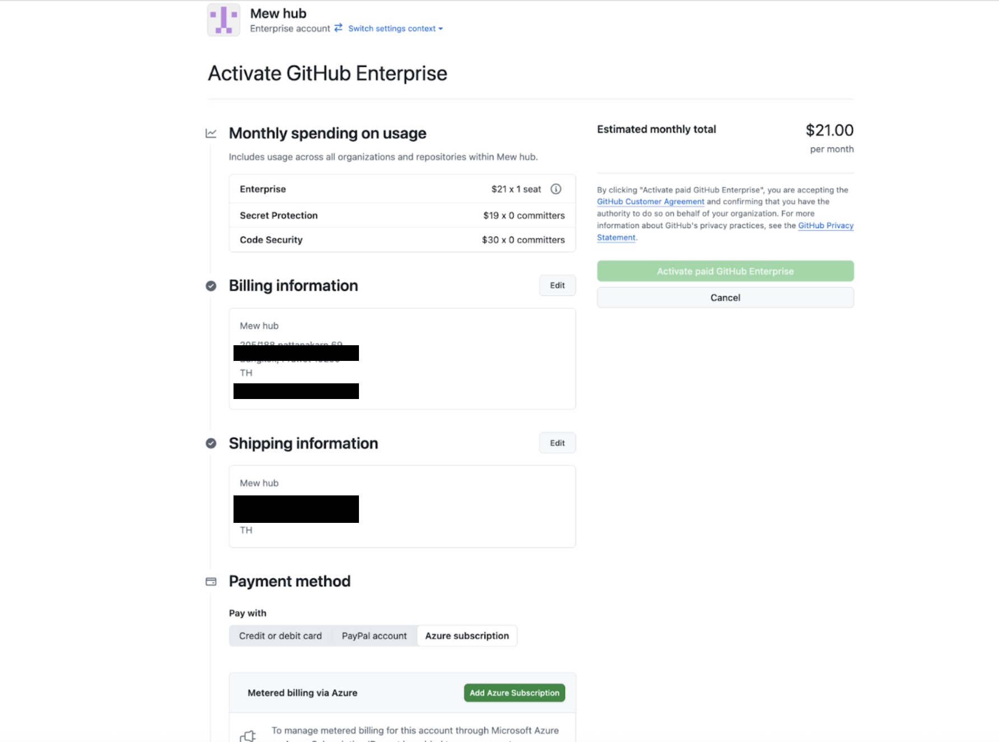 Mew hub
Enterprise account Switch settings context
Activate GitHub Enterprise
Monthly spending on usage
Includes usage across all organizations and repositories within Mew hub.
Enterprise $21 x 1 seat
Secret Protection $19 x 0 committers
Code Security $30 x 0 committers
Billing information Edit
Mew hub
TH
Shipping information Edit
Mew hub
TH
Payment method
Pay with
Credit or debit card PayPal account Azure subscription
Metered billing via Azure Add Azure Subscription
To manage metered billing for this account through Microsoft Azure
Estimated monthly total $21.00
per month
By clicking "Activate paid GitHub Enterprise", you are accepting the
GitHub Customer Agreement and confirming that you have the
authority to do so on behalf of your organization. For more
information about GitHub's privacy practices, see the GitHub Privacy
Statement.
Activate paid GitHub Enterprise
Cancel